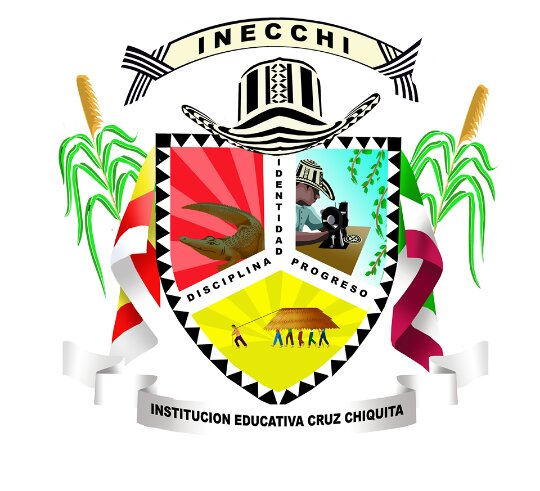 INECCHI
IDENTIDAD
DISCIPLINA
PROGRESO
INSTITUCION EDUCATIVA CRUZ CHIQUITA